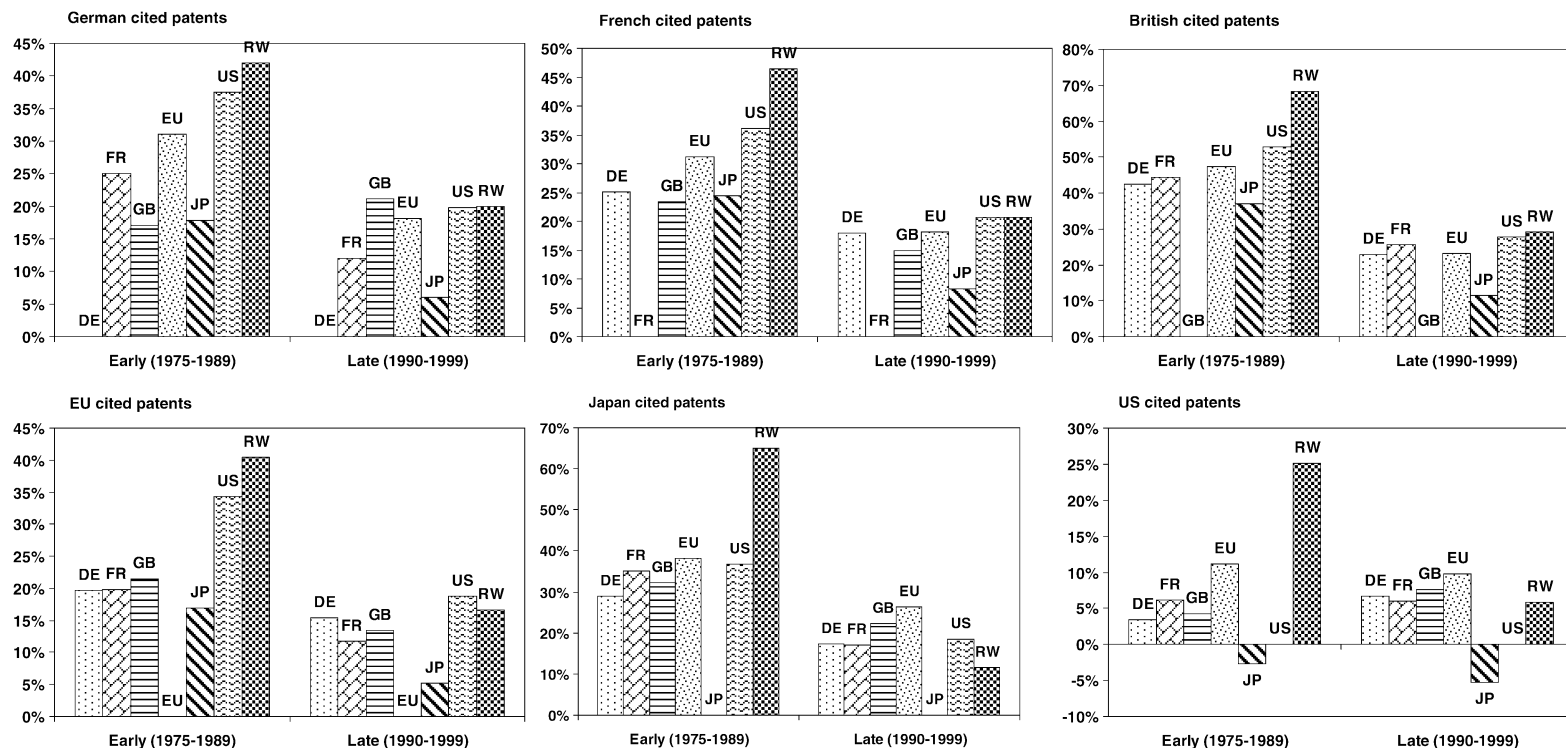 German cited patents
45%
40%
35%
30%
25%
20%
15%
10%
5%
0%
DE
FR
GB
EU
JP
US
RW
DE
FR
GB
EU
JP
US
RW
Early (1975-1989)
Late (1990-1999)
French cited patents
50%
45%
40%
35%
30%
25%
20%
15%
10%
5%
0%
DE
FR
GB
EU
JP
US
RW
DE
FR
GB
EU
JP
US
RW
Early (1975-1989)
Late (1990-1999)
British cited patents
80%
70%
60%
50%
40%
30%
20%
10%
0%
DE
FR
GB
EU
JP
US
RW
DE
FR
GB
EU
JP
US
RW
Early (1975-1989)
Late (1990-1999)
EU cited patents
45%
40%
35%
30%
25%
20%
15%
10%
5%
0%
DE
FR
GB
EU
JP
US
RW
DE
FR
GB
EU
JP
US
RW
Early (1975-1989)
Late (1990-1999)
Japan cited patents
70%
60%
50%
40%
30%
20%
10%
0%
DE
FR
GB
EU
JP
US
RW
DE
FR
GB
EU
JP
US
RW
Early (1975-1989)
Late (1990-1999)
US cited patents
30%
25%
20%
15%
10%
5%
0%
-5%
-10%
DE
FR
GB
EU
JP
US
RW
DE
FR
GB
EU
JP
US
RW
Early (1975-1989)
Late (1990-1999)